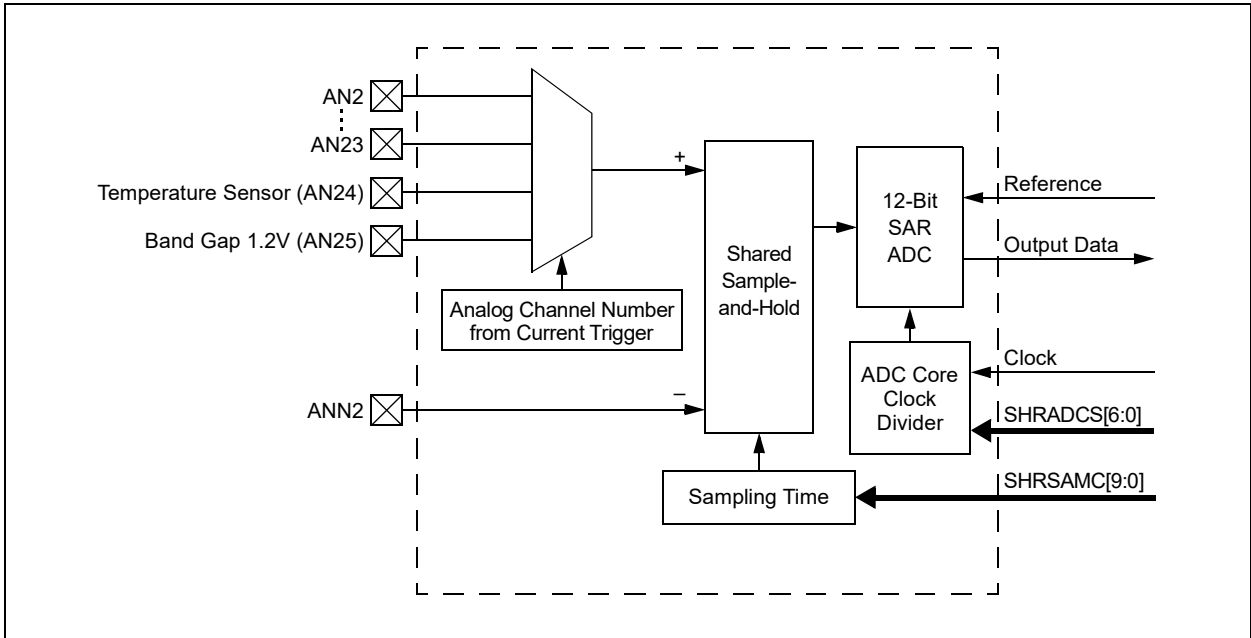 AN2
AN23
Temperature Sensor (AN24)
Band Gap 1.2V (AN25)
Analog Channel Number
from Current Trigger
ANN2
+
–
Shared
Sample-
and-Hold
Sampling Time
12-Bit
SAR
ADC
ADC Core
Clock
Divider
Reference
Output Data
Clock
SHRADCS[6:0]
SHRSAMC[9:0]